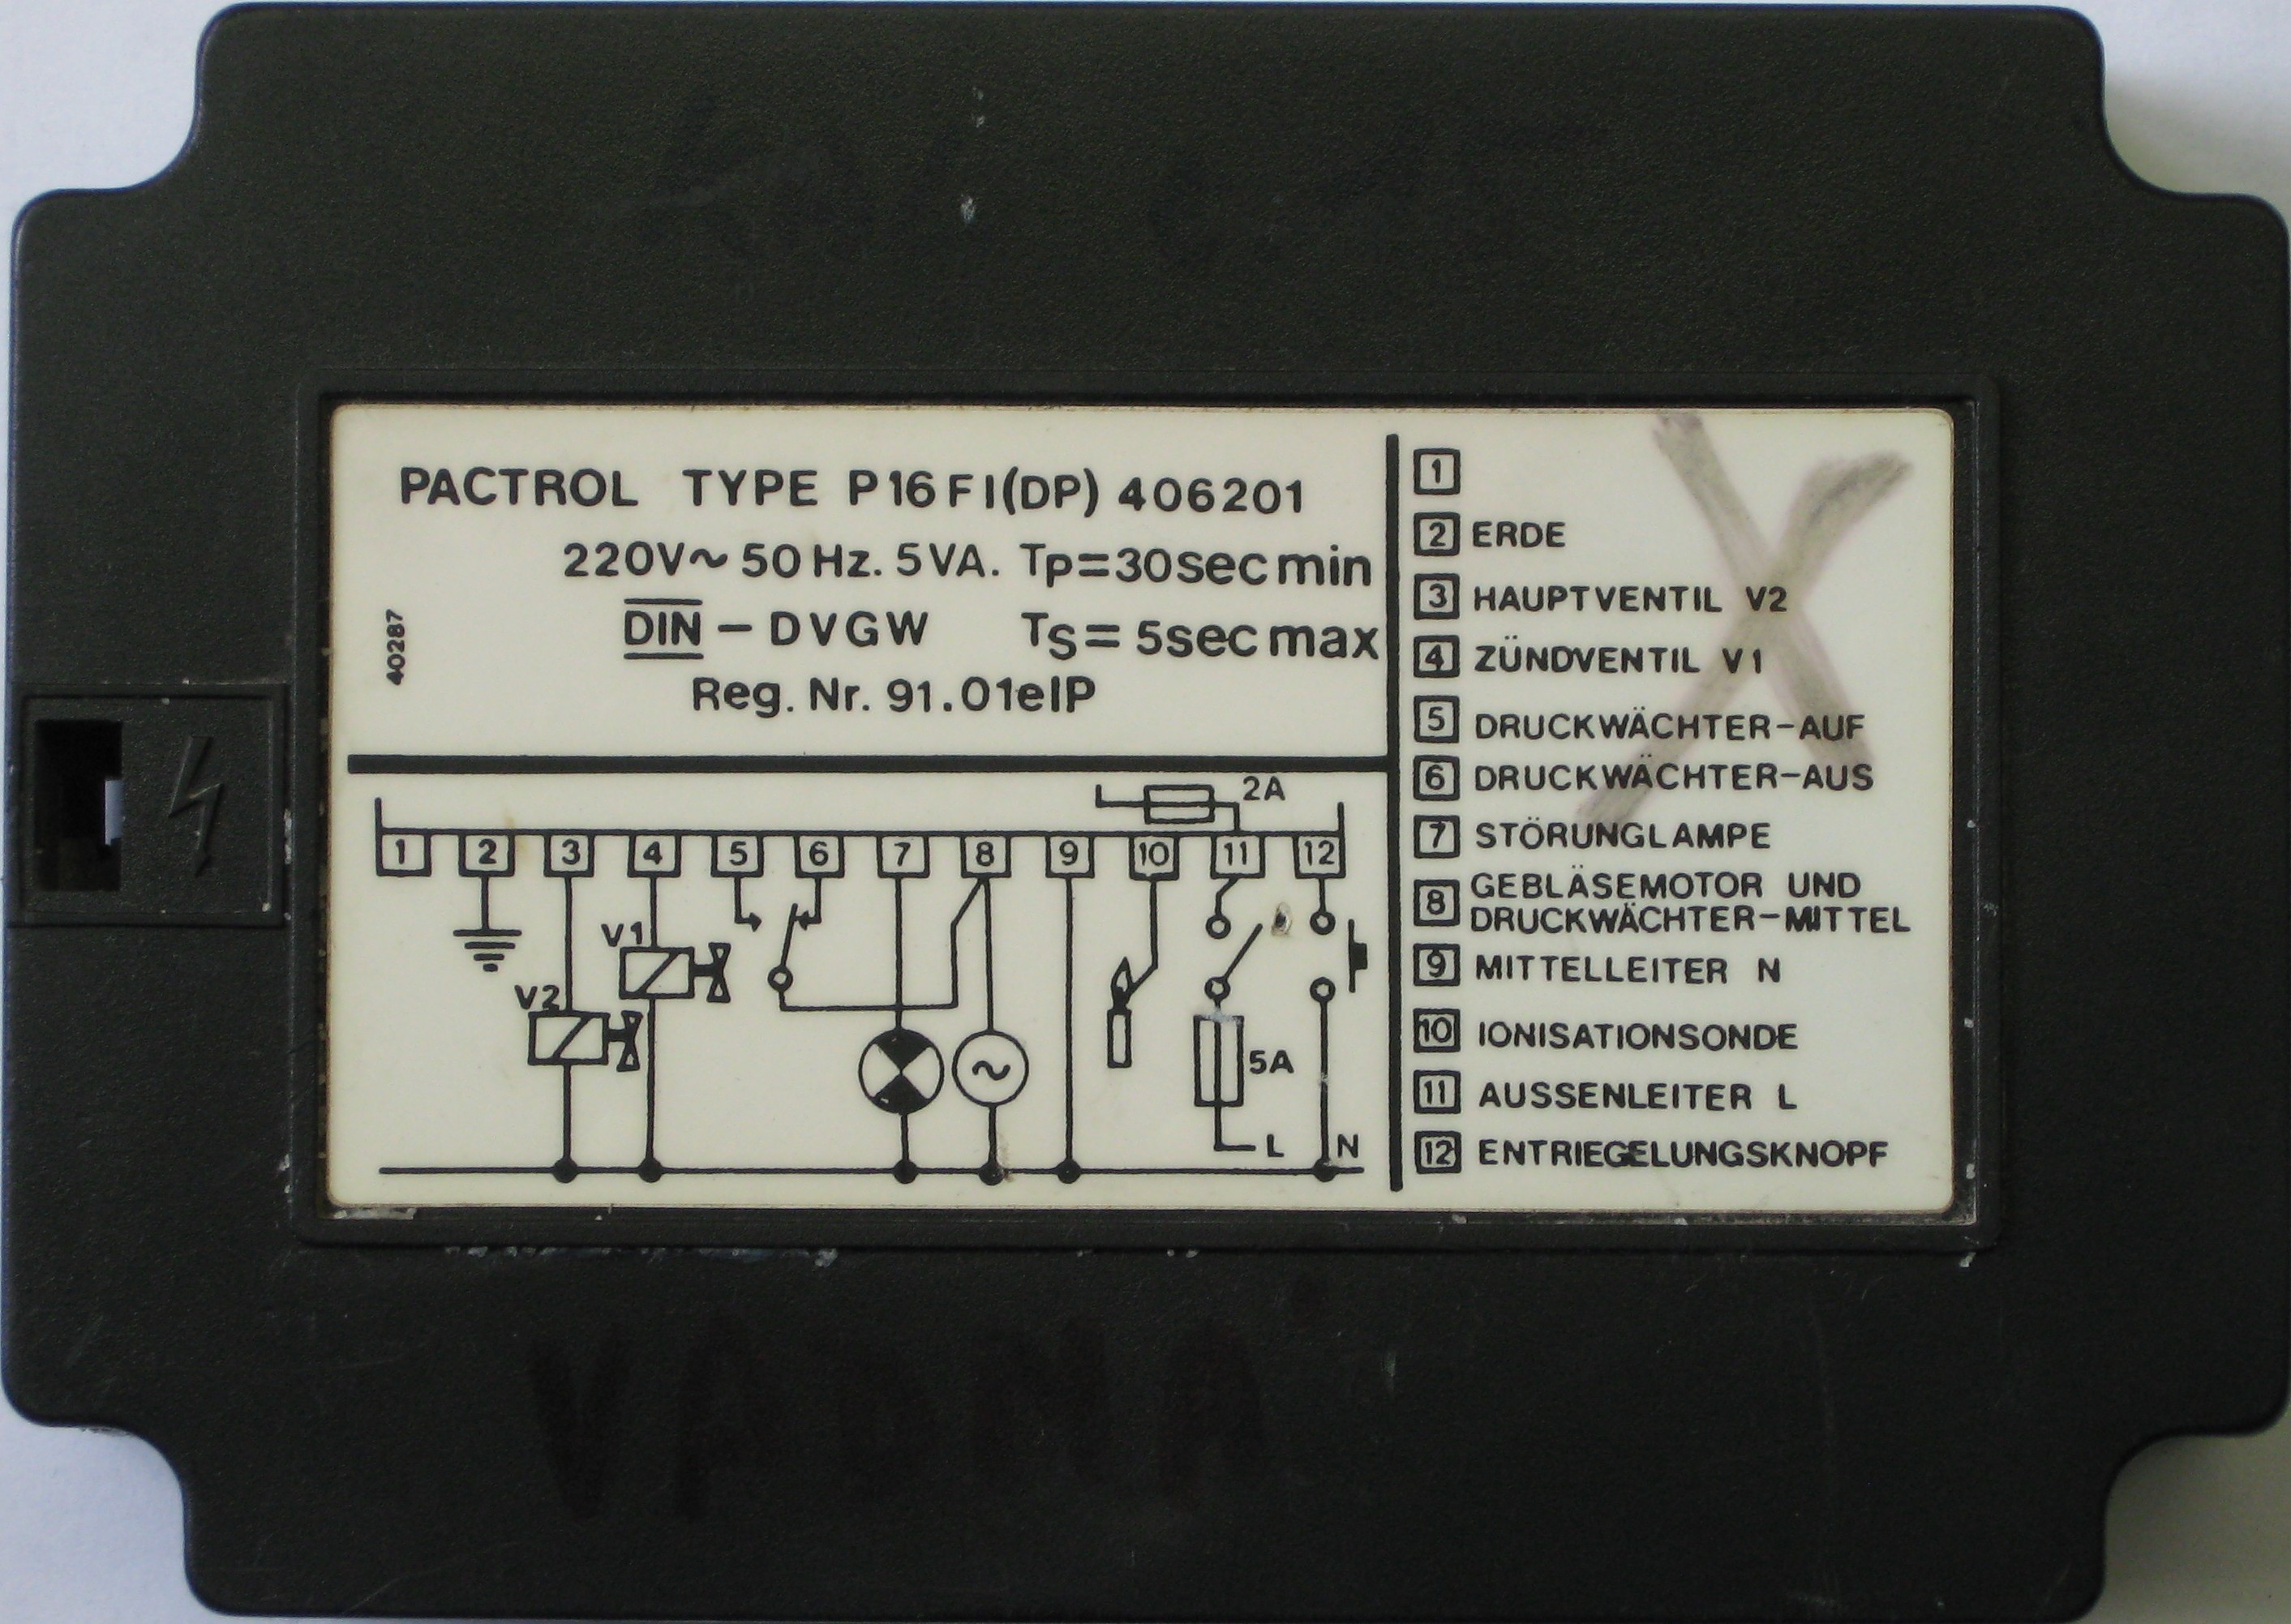 PACTROL TYPE P16FI(DP) 406201
220V~ 50Hz. 5VA. Tp=30sec min
DIN - DVGW Ts= 5sec max
Reg. Nr. 91.01eIP
40287
2A
1 2 3 4 5 6 7 8 9 10 11 12
V1
V2
5A
L
N
1
2 ERDE
3 HAUPTVENTIL V2
4 ZÜNDVENTIL V1
5 DRUCKWÄCHTER-AUF
6 DRUCKWÄCHTER-AUS
7 STÖRUNGLAMPE
8 GEBLÄSEMOTOR UND
DRUCKWÄCHTER-MITTEL
9 MITTELLEITER N
10 IONISATIONSONDE
11 AUSSENLEITER L
12 ENTRIEGELUNGSKNOPF